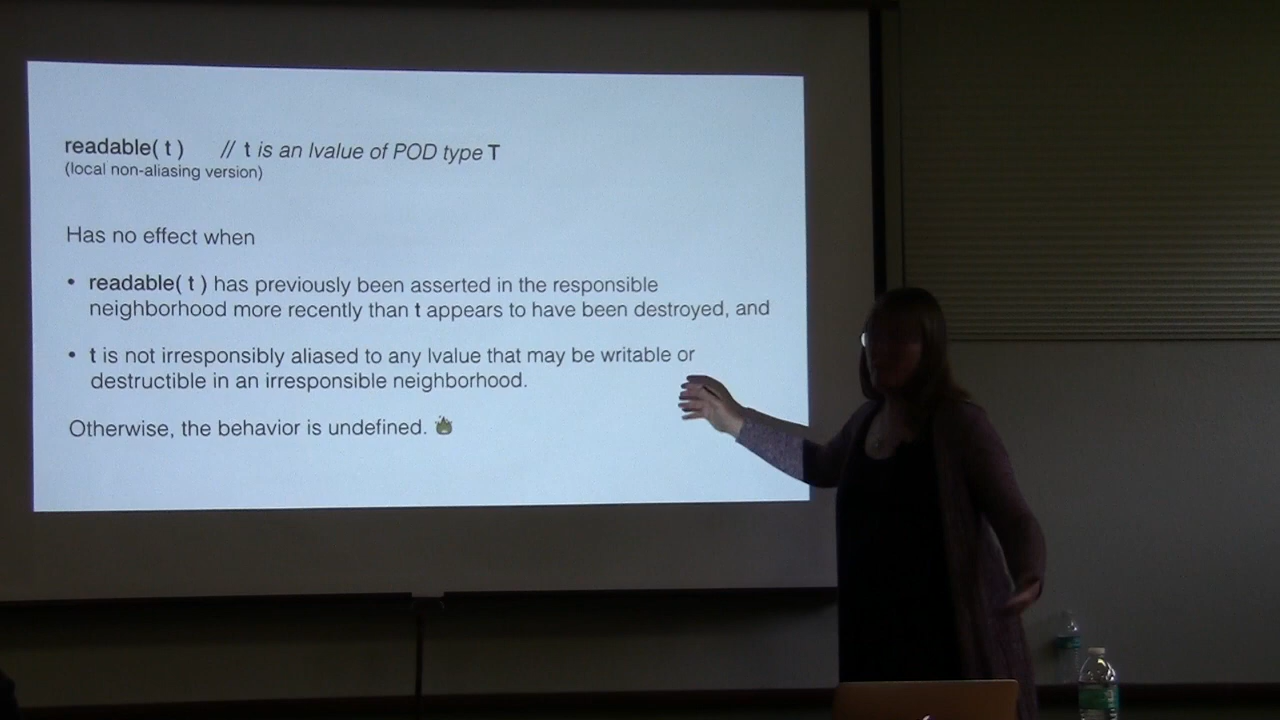 readable( t ) // t is an lvalue of POD type T
(local non-aliasing version)
Has no effect when
• readable( t ) has previously been asserted in the responsible
neighborhood more recently than t appears to have been destroyed, and
• t is not irresponsibly aliased to any lvalue that may be writable or
destructible in an irresponsible neighborhood.
Otherwise, the behavior is undefined.